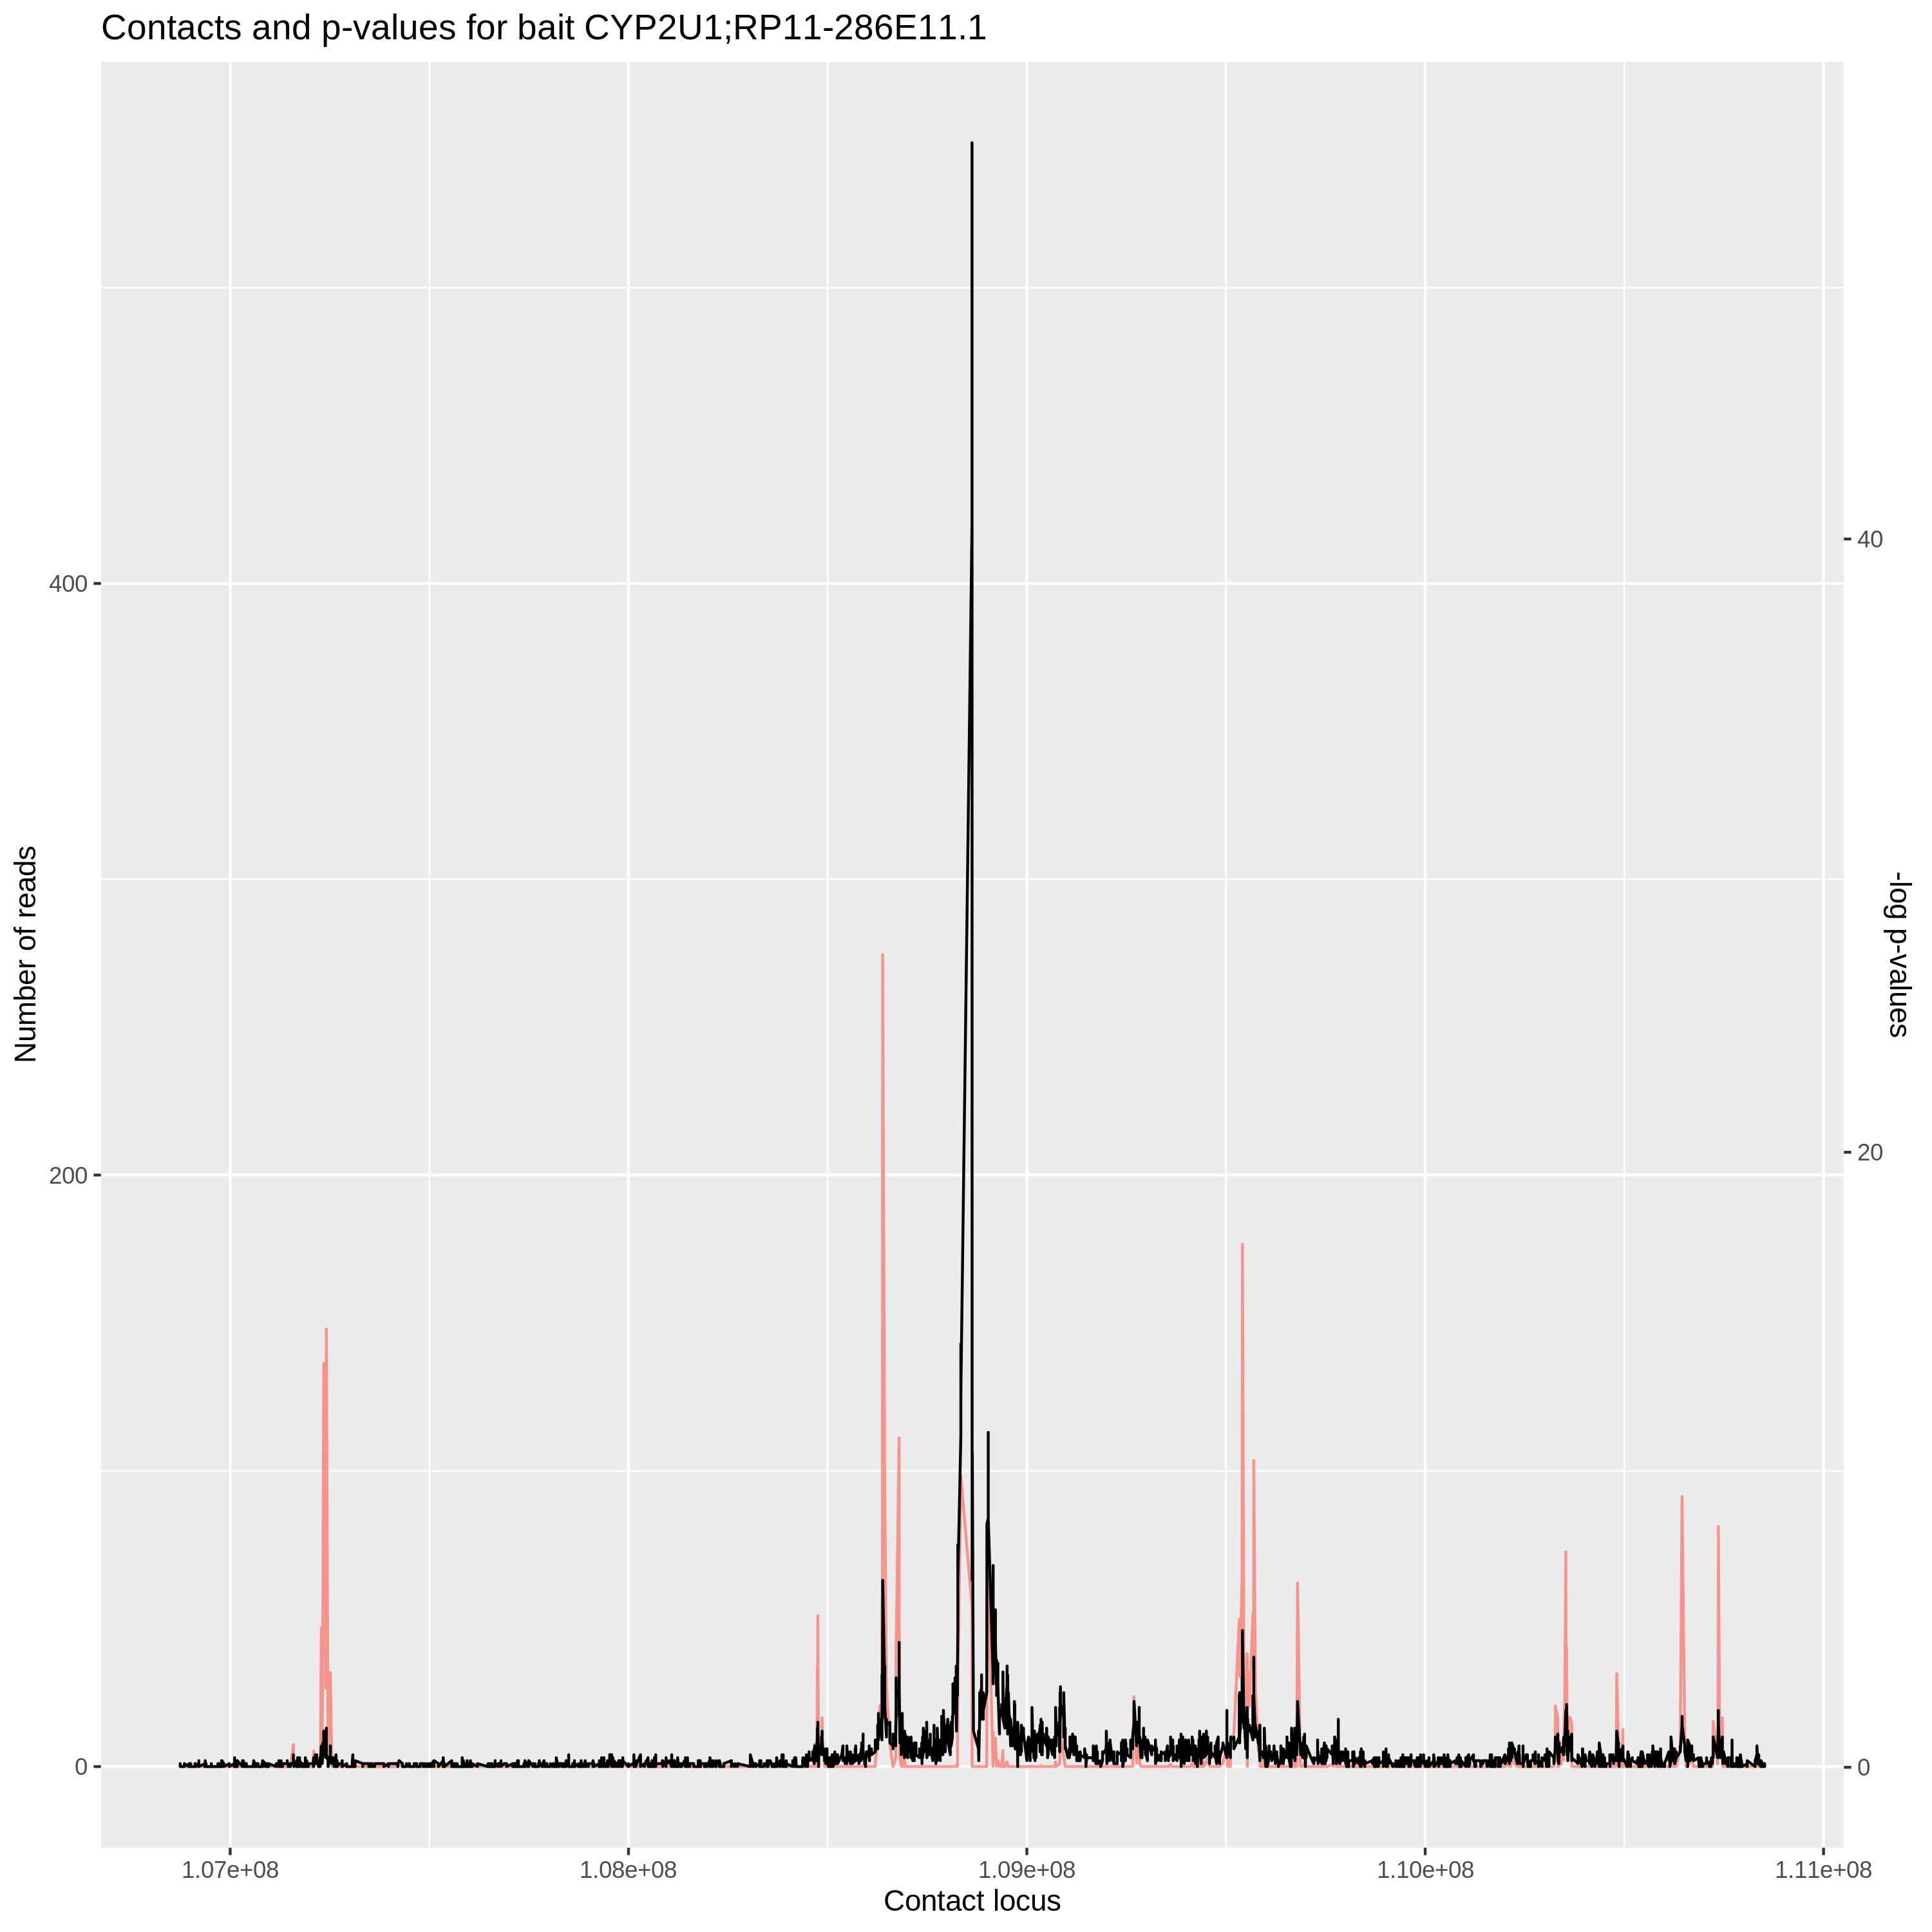 Contacts and p-values for bait CYP2U1;RP11-286E11.1
Number of reads
400
200
0
40
20
0
-log p-values
1.07e+08 1.08e+08 1.09e+08 1.10e+08 1.11e+08
Contact locus